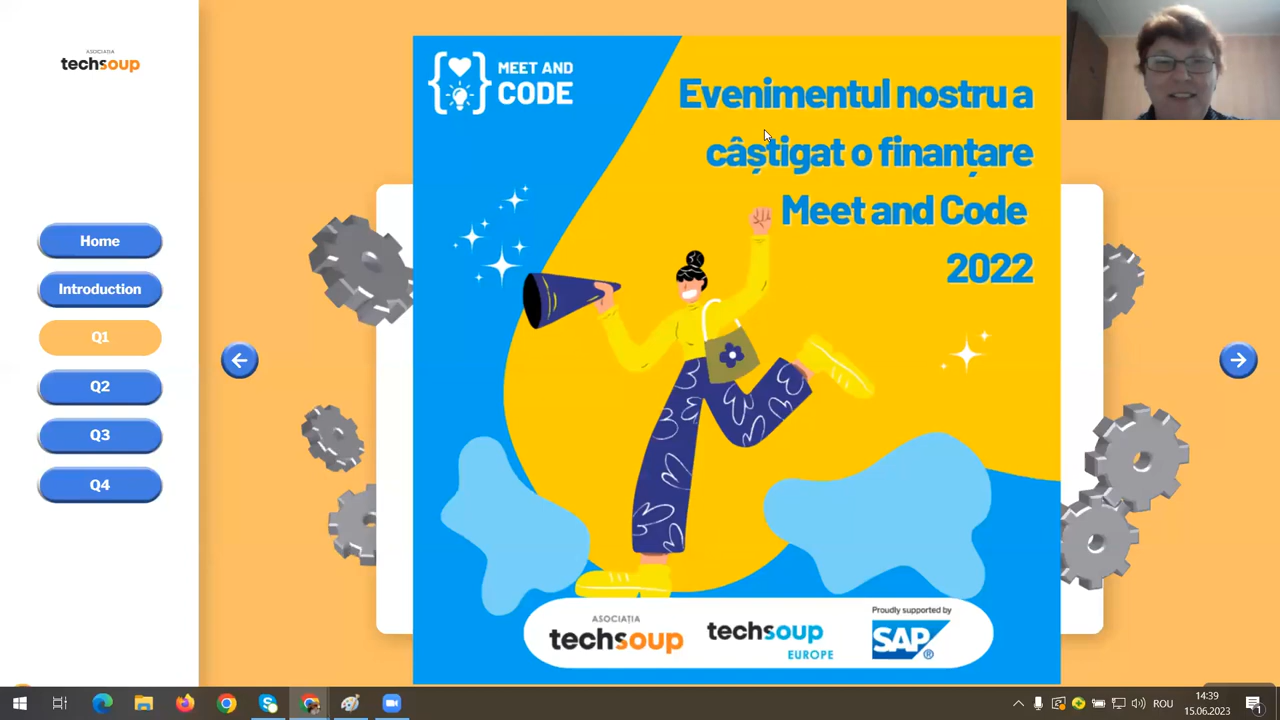 ASOCIAȚIA
techsoup
Home
Introduction
Q1
Q2
Q3
Q4
MEET AND
CODE
Evenimentul nostru a
câștigat o finanțare
Meet and Code
2022
ASOCIAȚIA
techsoup
techsoup
EUROPE
Proudly supported by
SAP®
ROU
14:39
15.06.2023
1